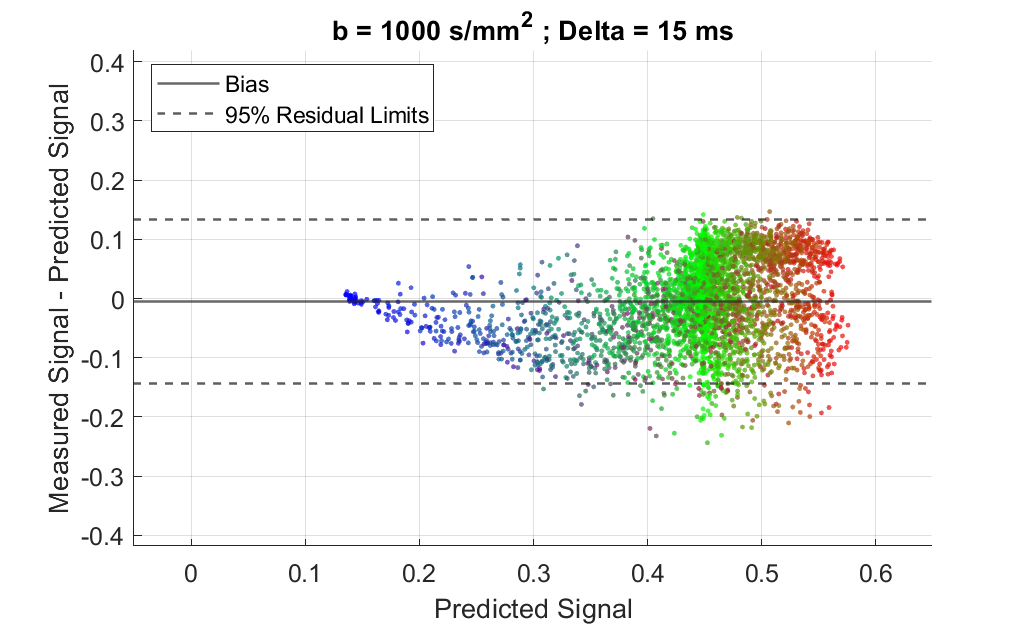 b = 1000 s/mm² ; Delta = 15 ms
Bias
95% Residual Limits
Measured Signal - Predicted Signal
0.4
0.3
0.2
0.1
0
-0.1
-0.2
-0.3
-0.4
0 0.1 0.2 0.3 0.4 0.5 0.6
Predicted Signal